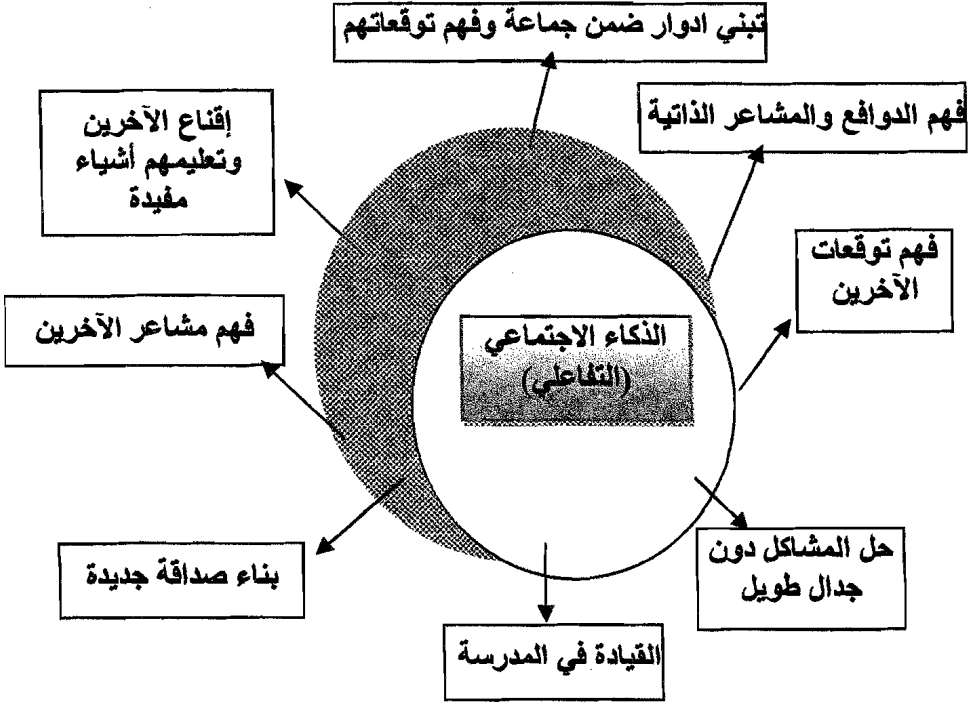 تبني ادوار ضمن جماعة وفهم توقعاتهم
فهم الدوافع والمشاعر الذاتية
إقناع الآخرين
وتعليمهم أشياء
مفيدة
فهم توقعات
الآخرين
فهم مشاعر الآخرين
الذكاء الاجتماعي
(التفاعلي)
حل المشاكل دون
جدال طويل
بناء صداقة جديدة
القيادة في المدرسة